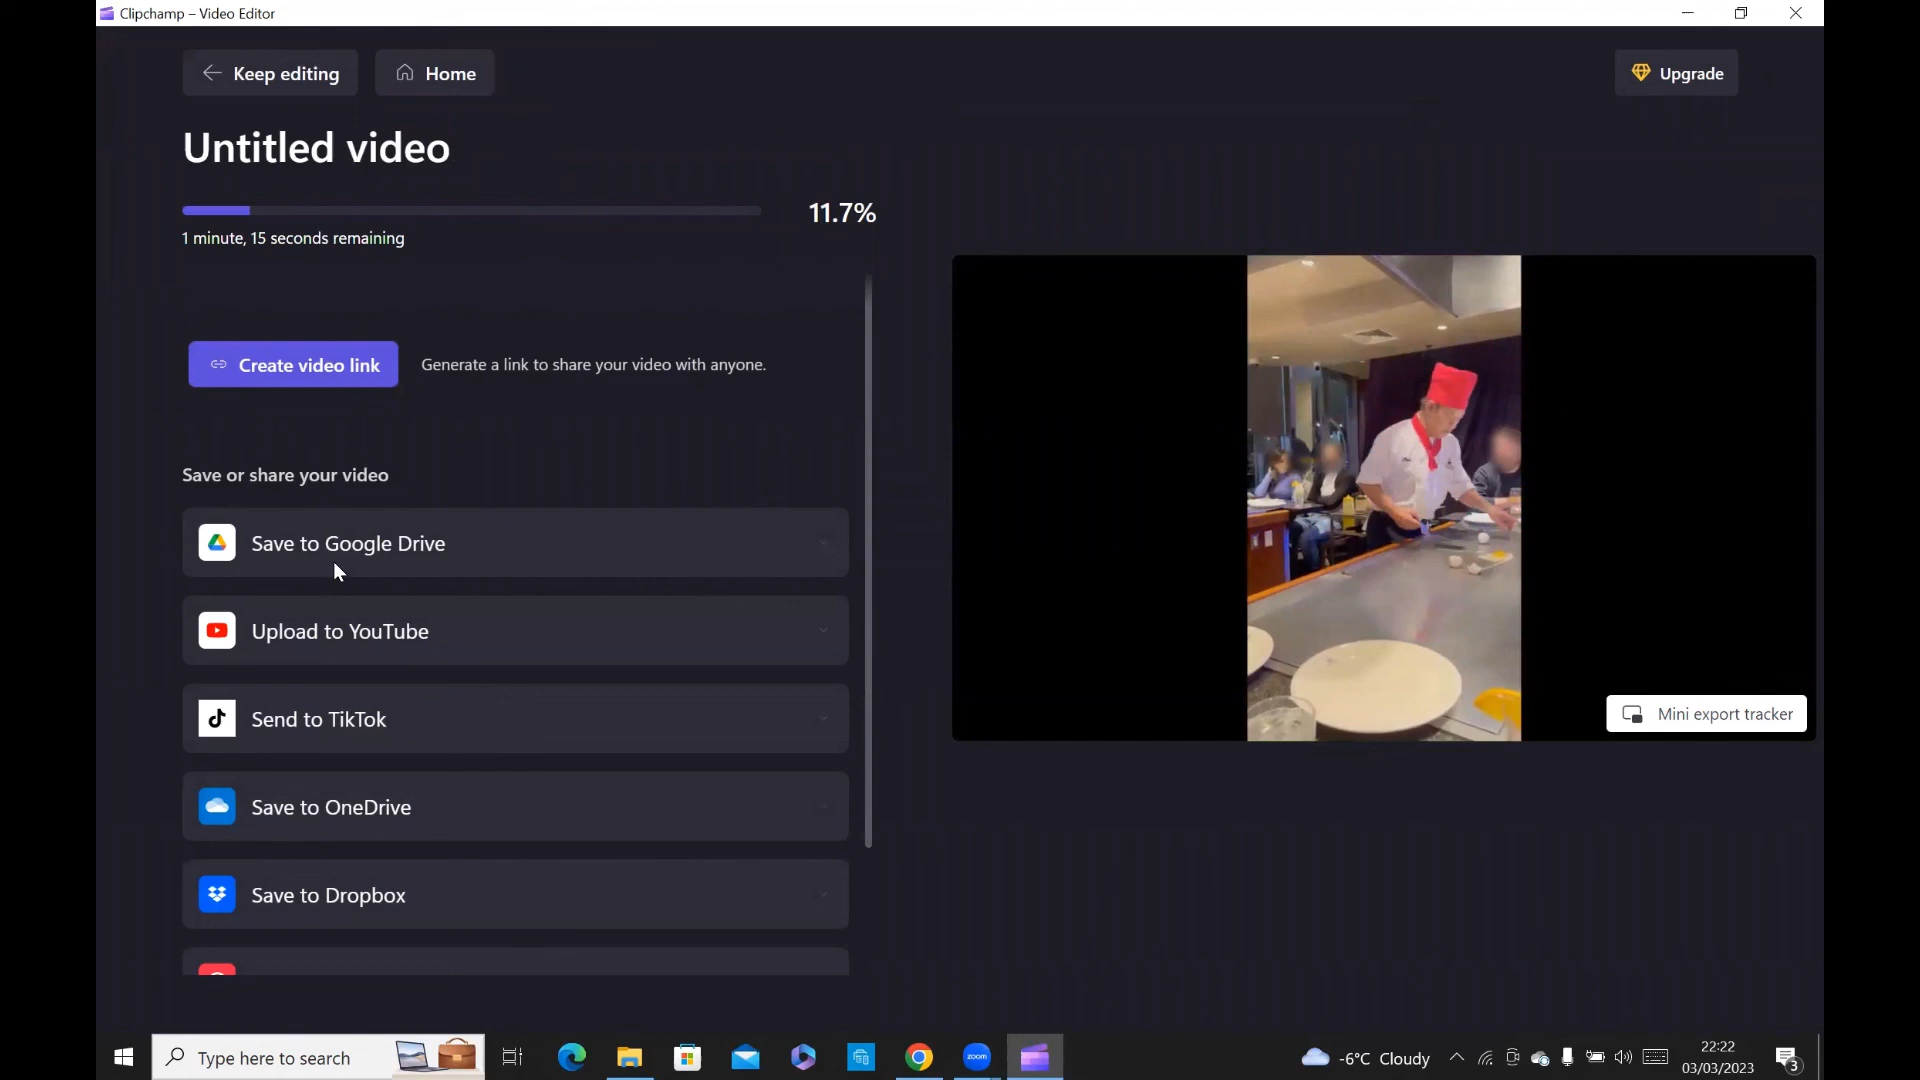 Clipchamp – Video Editor
Keep editing
Home
Upgrade
Untitled video
11.7%
1 minute, 15 seconds remaining
Create video link
Generate a link to share your video with anyone.
Save or share your video
Save to Google Drive
Upload to YouTube
Send to TikTok
Save to OneDrive
Save to Dropbox
Mini export tracker
Type here to search
zoom
-6°C Cloudy
22:22
03/03/2023
3